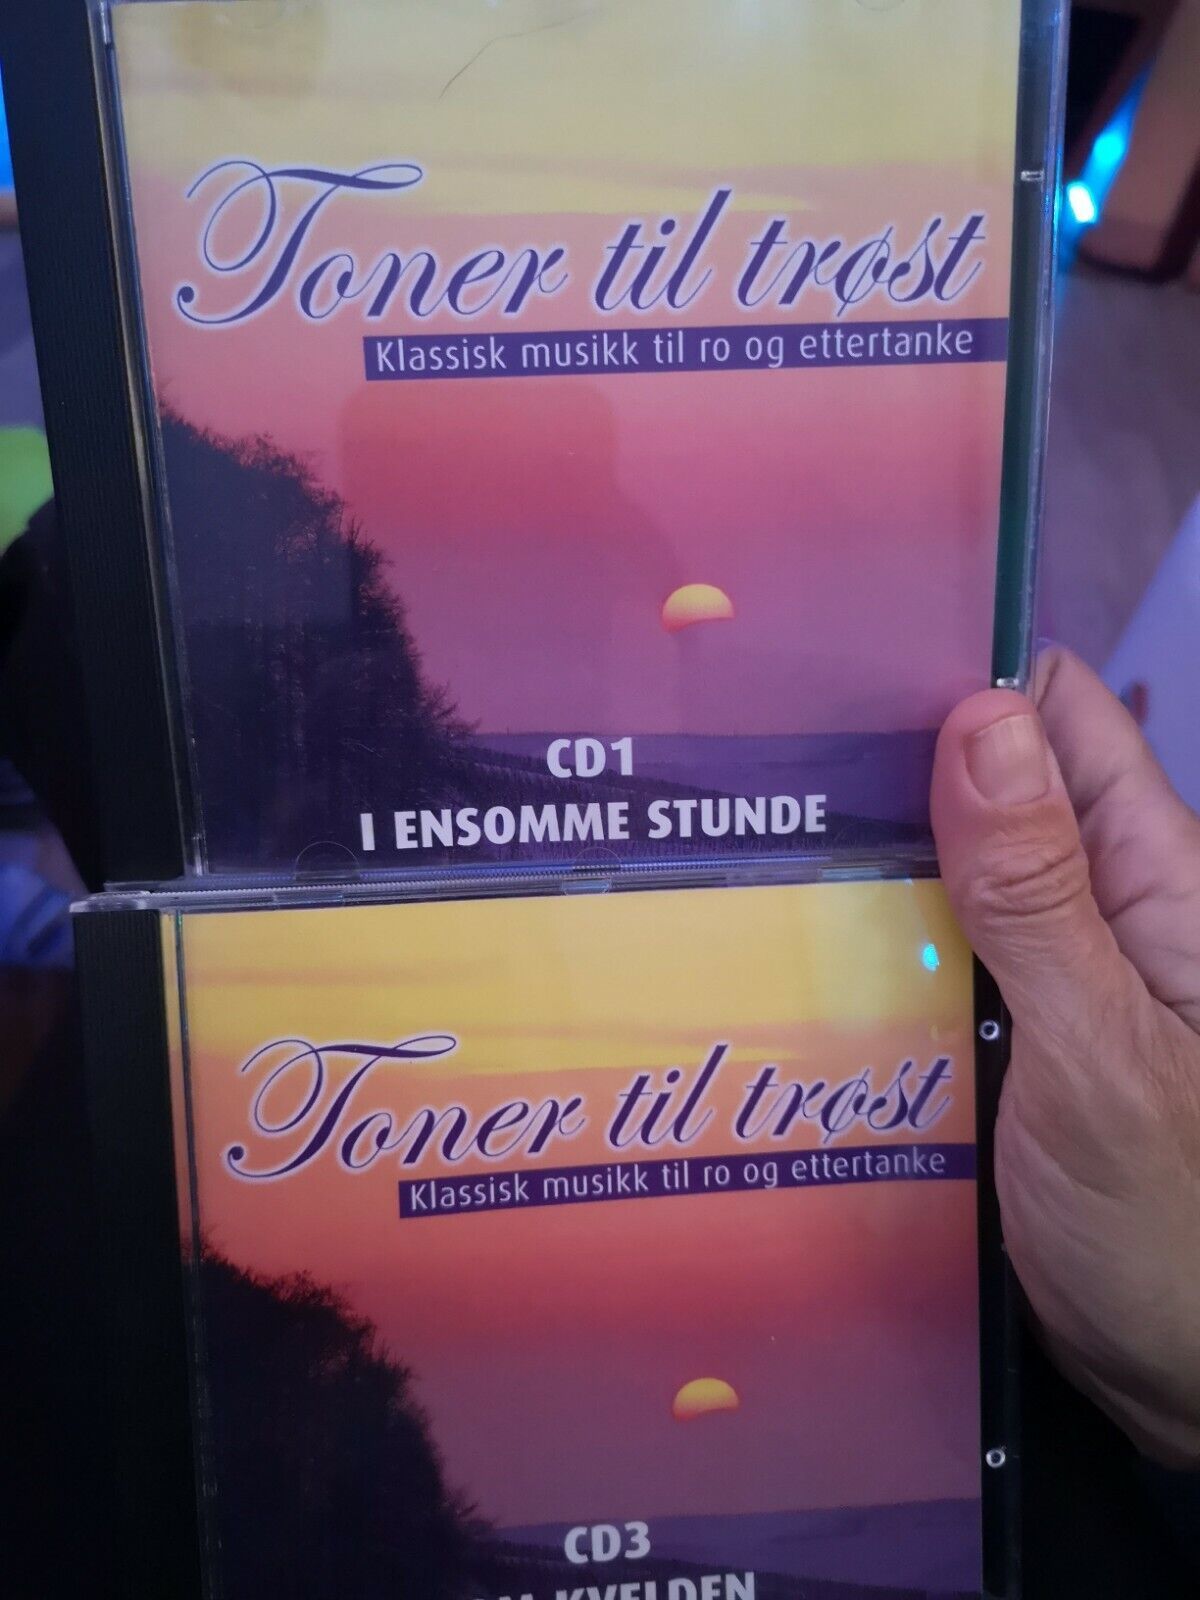 Toner til trøst
Klassisk musikk til ro og ettertanke
CD1
I ENSOMME STUNDE
Toner til trøst
Klassisk musikk til ro og ettertanke
CD3
KVELDEN